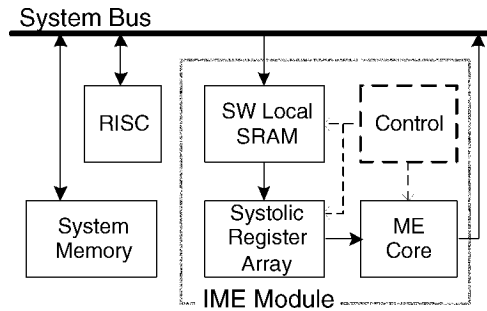 System Bus
RISC
SW Local
SRAM
Control
System
Memory
Systolic
Register
Array
ME
Core
IME Module